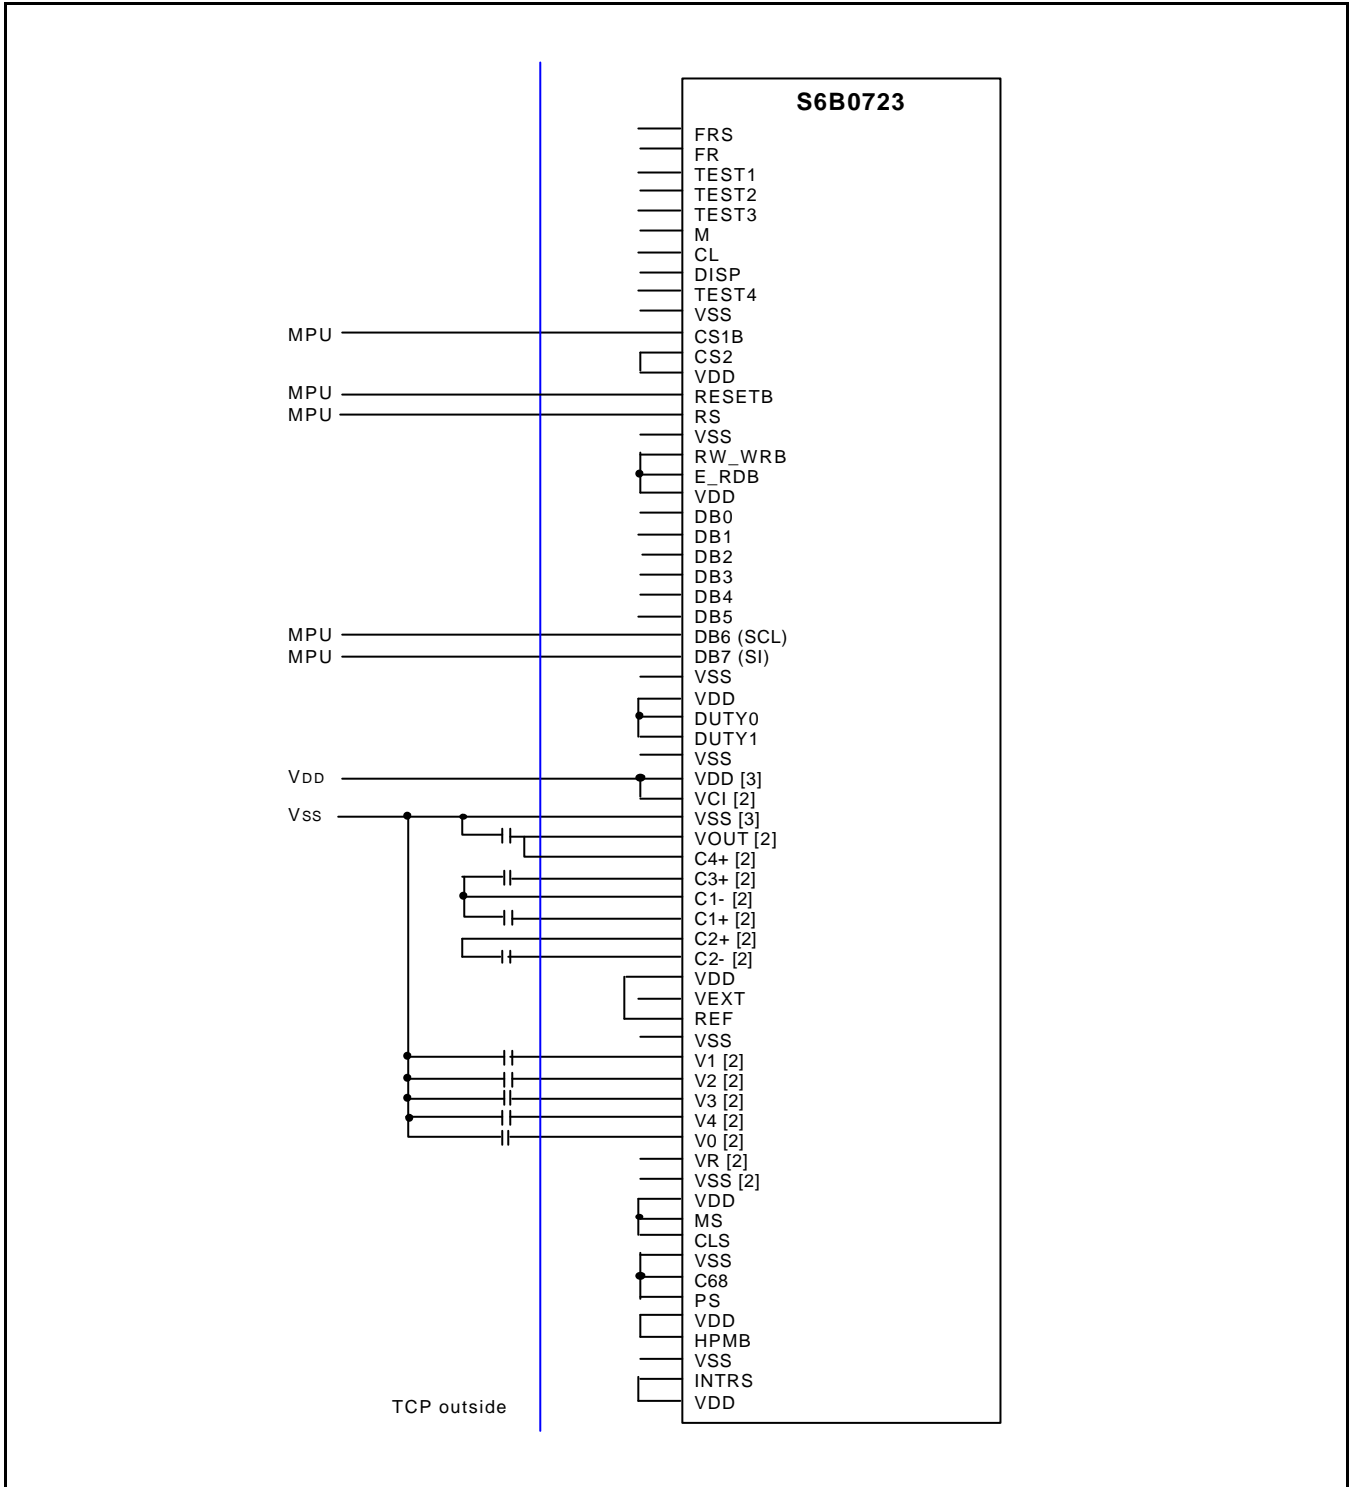 S6B0723
FRS
FR
TEST1
TEST2
TEST3
M
CL
DISP
TEST4
VSS
MPU CS1B
CS2
VDD
MPU RESETB
MPU RS
VSS
RW_WRB
E_RDB
VDD
DB0
DB1
DB2
DB3
DB4
DB5
MPU DB6 (SCL)
MPU DB7 (SI)
VSS
VDD
DUTY0
DUTY1
VSS
VDD VDD [3]
VCI [2]
VSS VSS [3]
VOUT [2]
C4+ [2]
C3+ [2]
C1- [2]
C1+ [2]
C2+ [2]
C2- [2]
VDD
VEXT
REF
VSS
V1 [2]
V2 [2]
V3 [2]
V4 [2]
V0 [2]
VR [2]
VSS [2]
VDD
MS
CLS
VSS
C68
PS
VDD
HPMB
VSS
INTRS
VDD
TCP outside